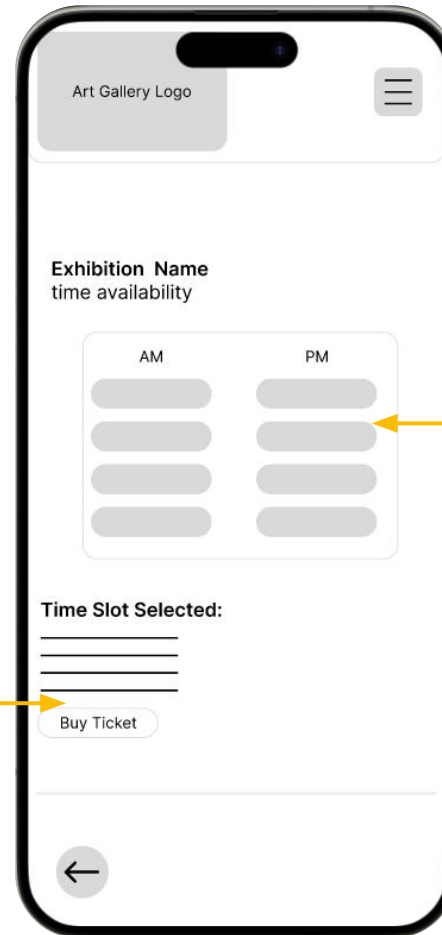 Art Gallery Logo
Exhibition Name
time availability
AM PM
Time Slot Selected:
Buy Ticket